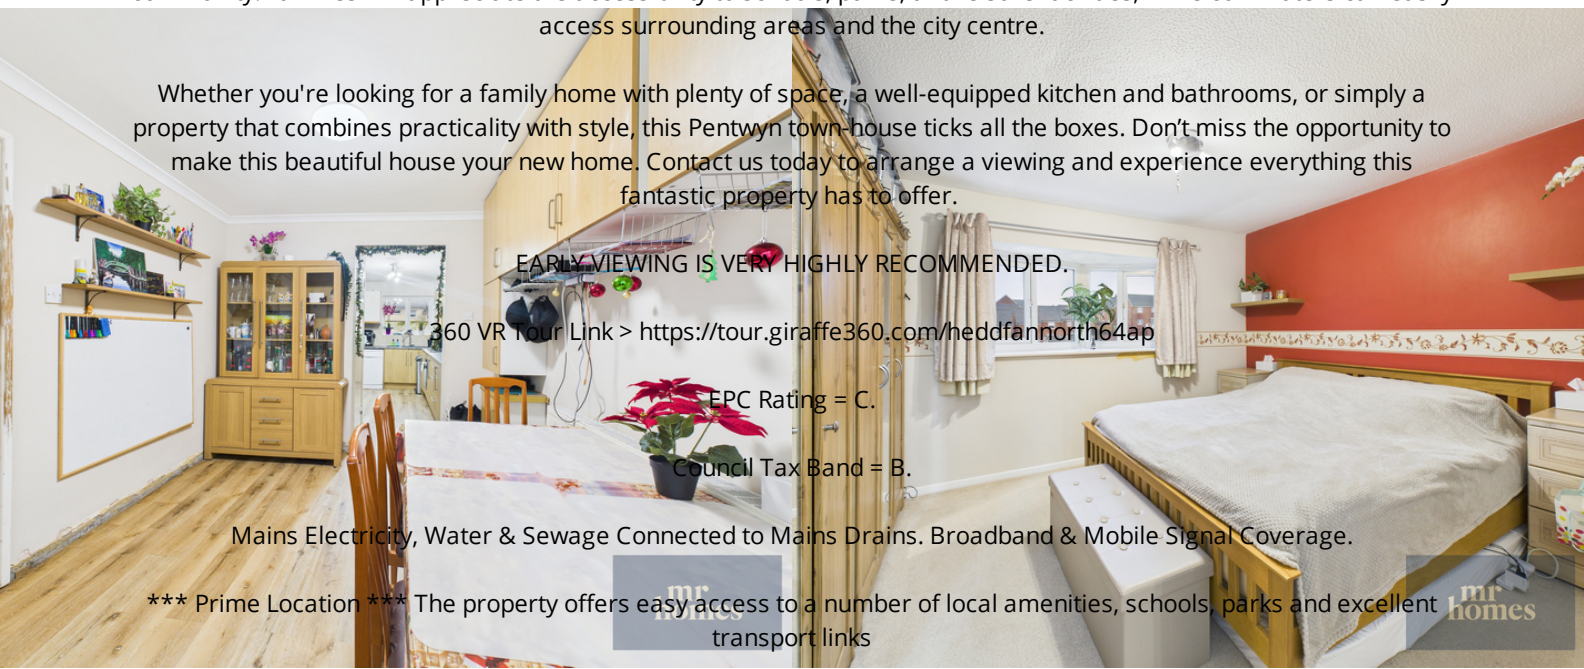 access surrounding areas and the city centre.
Whether you're looking for a family home with plenty of space, a well-equipped kitchen and bathrooms, or simply a
property that combines practicality with style, this Pentwyn town-house ticks all the boxes. Don’t miss the opportunity to
make this beautiful house your new home. Contact us today to arrange a viewing and experience everything this
fantastic property has to offer.
EARLY VIEWING IS VERY HIGHLY RECOMMENDED.
360 VR Tour Link > https://tour.giraffe360.com/heddfannorth64ap
EPC Rating = C.
Council Tax Band = B.
Mains Electricity, Water & Sewage Connected to Mains Drains. Broadband & Mobile Signal Coverage.
*** Prime Location *** The property offers easy access to a number of local amenities, schools, parks and excellent
transport links
mr
homes
mr
homes